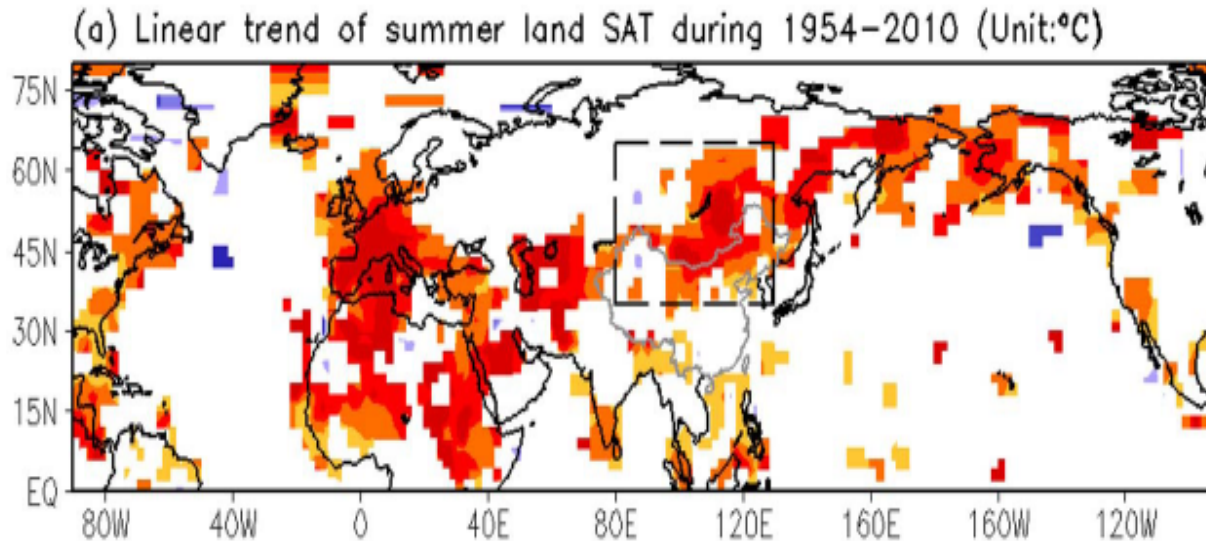 (a) Linear trend of summer land SAT during 1954-2010 (Unit:°C)
75N
60N
45N
30N
15N
EQ
80W 40W 0 40E 80E 120E 160E 160W 120W